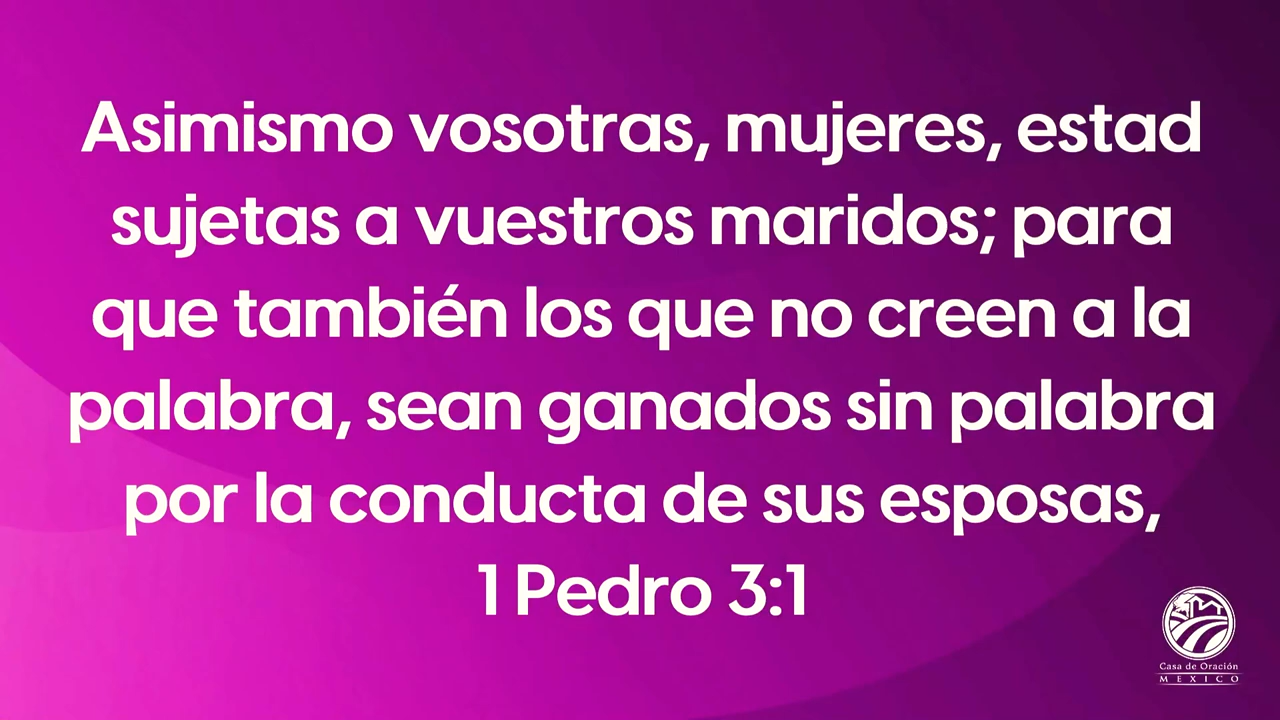 Asimismo vosotras, mujeres, estad
sujetas a vuestros maridos; para
que también los que no creen a la
palabra, sean ganados sin palabra
por la conducta de sus esposas,
1 Pedro 3:1
Casa de Oración
MEXICO